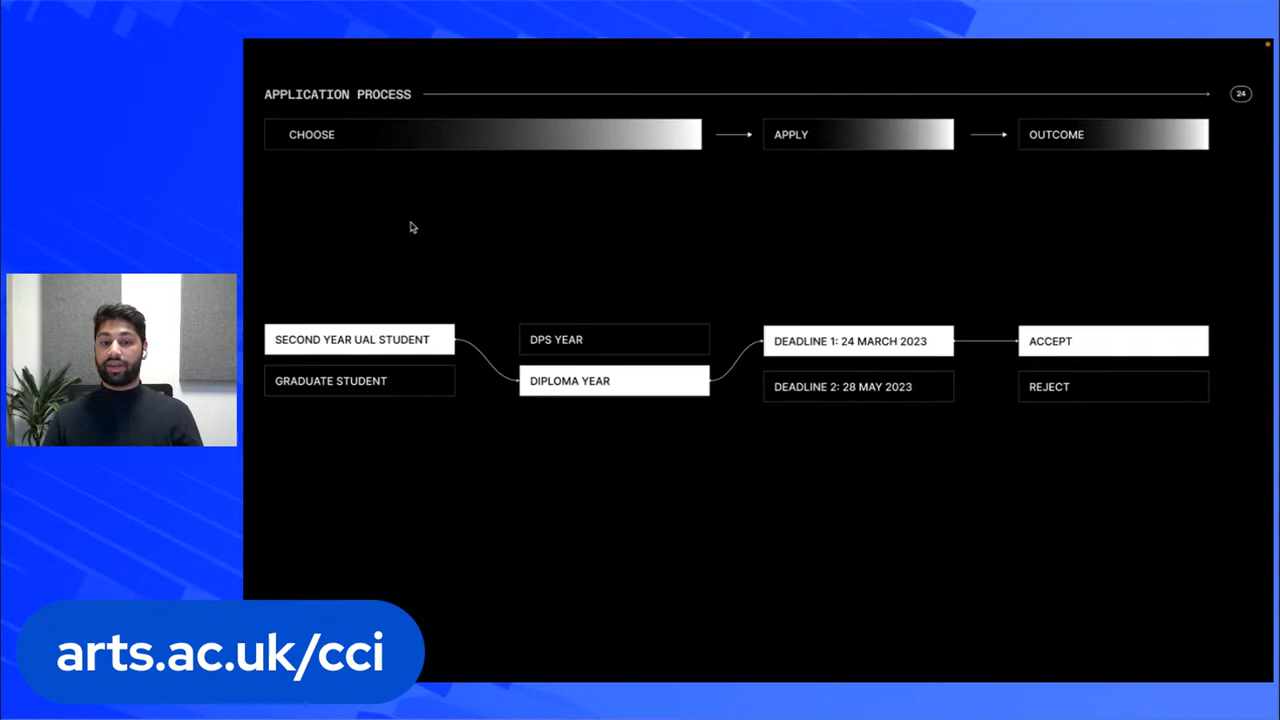 APPLICATION PROCESS
24
CHOOSE
APPLY
OUTCOME
SECOND YEAR UAL STUDENT
DPS YEAR
DEADLINE 1: 24 MARCH 2023
ACCEPT
GRADUATE STUDENT
DIPLOMA YEAR
DEADLINE 2: 28 MAY 2023
REJECT
arts.ac.uk/cci